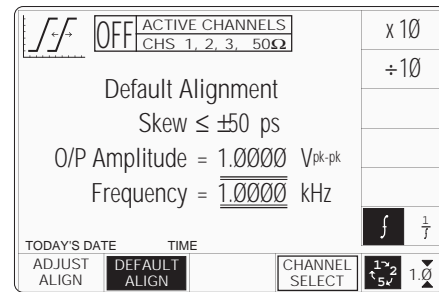 OFF
ACTIVE CHANNELS
CHS 1, 2, 3, 50Ω
x 10
÷10
Default Alignment
Skew ≤ ±50 ps
O/P Amplitude = 1.0000 Vpk-pk
Frequency = 1.0000 kHz
ƒ 1/ƒ
TODAY'S DATE TIME
ADJUST ALIGN
DEFAULT ALIGN
CHANNEL SELECT
1 2 5
1.0